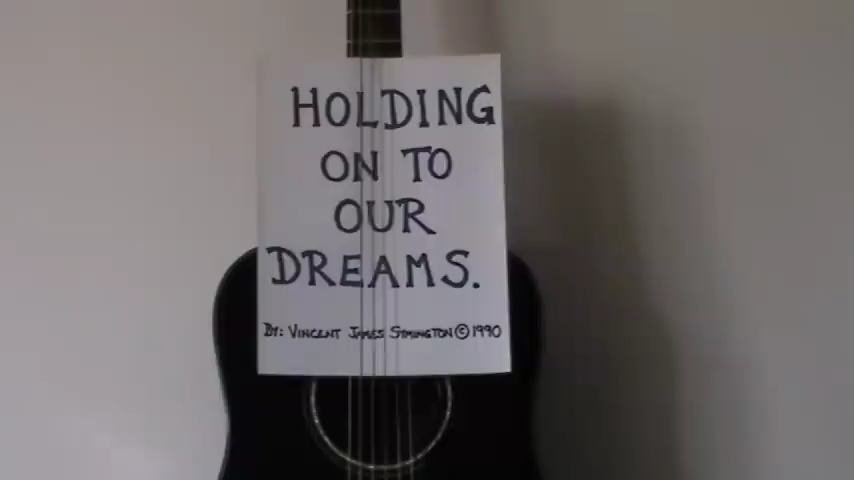 HOLDING
ON TO
OUR
DREAMS.
BY: VINCENT JAMES SYMINGTON © 1990